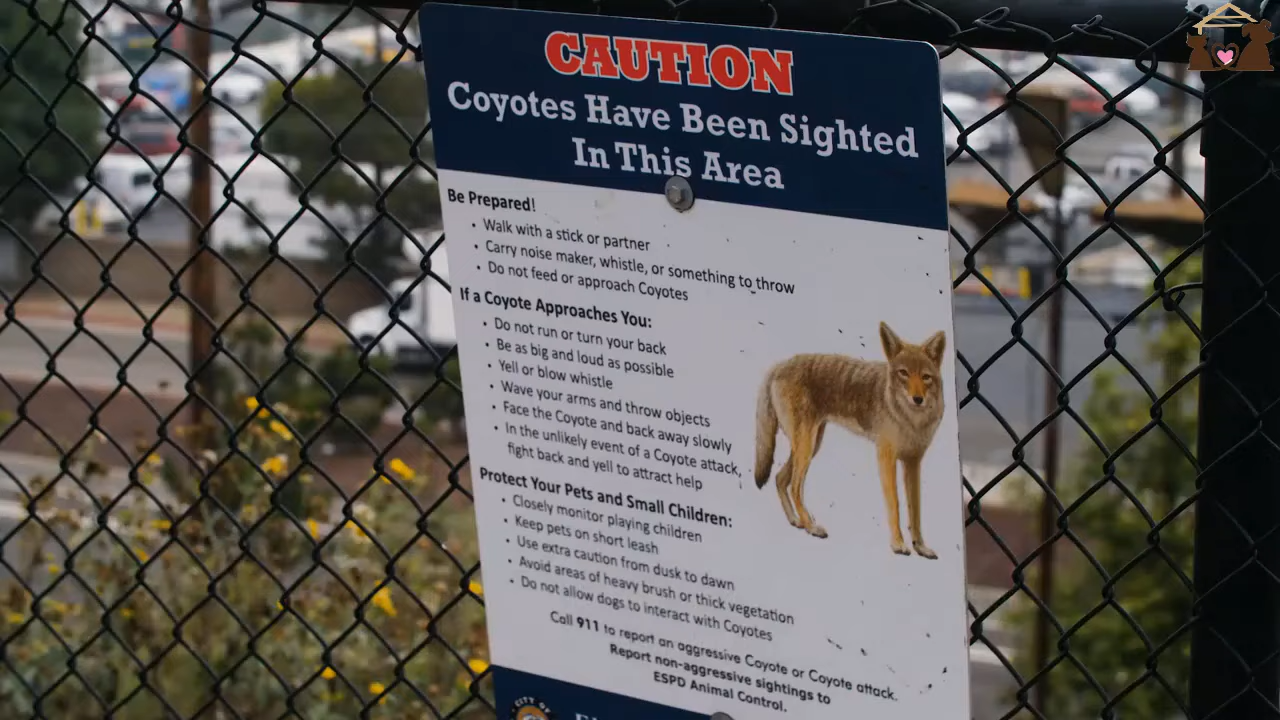 CAUTION
Coyotes Have Been Sighted
In This Area
Be Prepared!
• Walk with a stick or partner
• Carry noise maker, whistle, or something to throw
• Do not feed or approach Coyotes
If a Coyote Approaches You:
• Do not run or turn your back
• Be as big and loud as possible
• Yell or blow whistle
• Wave your arms and throw objects
• Face the Coyote and back away slowly
• In the unlikely event of a Coyote attack,
fight back and yell to attract help
Protect Your Pets and Small Children:
• Closely monitor playing children
• Keep pets on short leash
• Use extra caution from dusk to dawn
• Avoid areas of heavy brush or thick vegetation
• Do not allow dogs to interact with Coyotes
Call 911 to report an aggressive Coyote or Coyote attack.
Report non-aggressive sightings to
ESPD Animal Control.
CITY OF